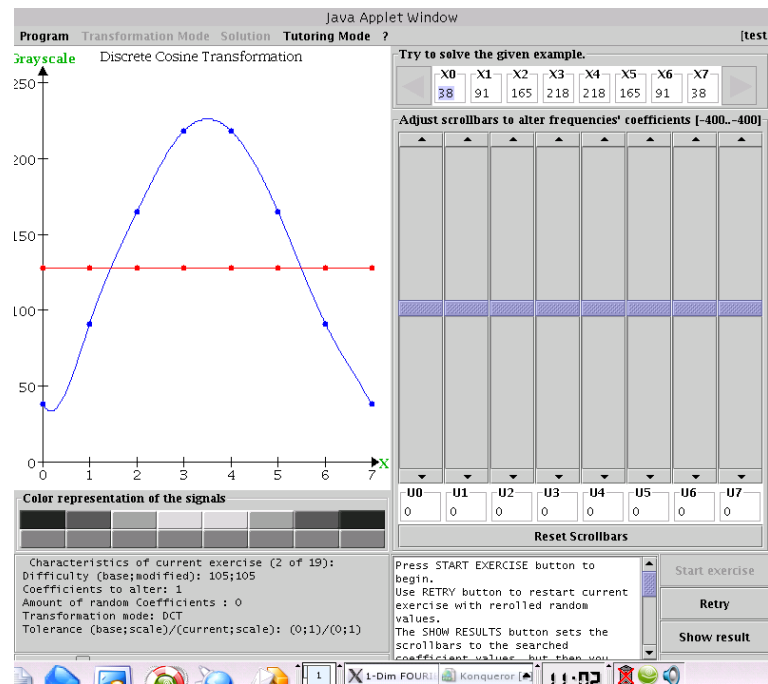 Java Applet Window
Program Transformation Mode Solution Tutoring Mode ? [test
Grayscale Discrete Cosine Transformation
250
200
150
100
50
0
0 1 2 3 4 5 6 7 X
Color representation of the signals
Characteristics of current exercise (2 of 19):
Difficulty (base;modified): 105;105
Coefficients to alter: 1
Amount of random Coefficients : 0
Transformation mode: DCT
Tolerance (base;scale)/(current;scale): (0;1)/(0;1)
Try to solve the given example.
X0 X1 X2 X3 X4 X5 X6 X7
38 91 165 218 218 165 91 38
Adjust scrollbars to alter frequencies' coefficients [-400..-400]
U0 U1 U2 U3 U4 U5 U6 U7
0 0 0 0 0 0 0 0
Reset Scrollbars
Press START EXERCISE button to
begin.
Use RETRY button to restart current
exercise with rerolled random
values.
The SHOW RESULTS button sets the
scrollbars to the searched
coefficient values, but then you
Start exercise
Retry
Show result
1 1-Dim FOURI Konqueror